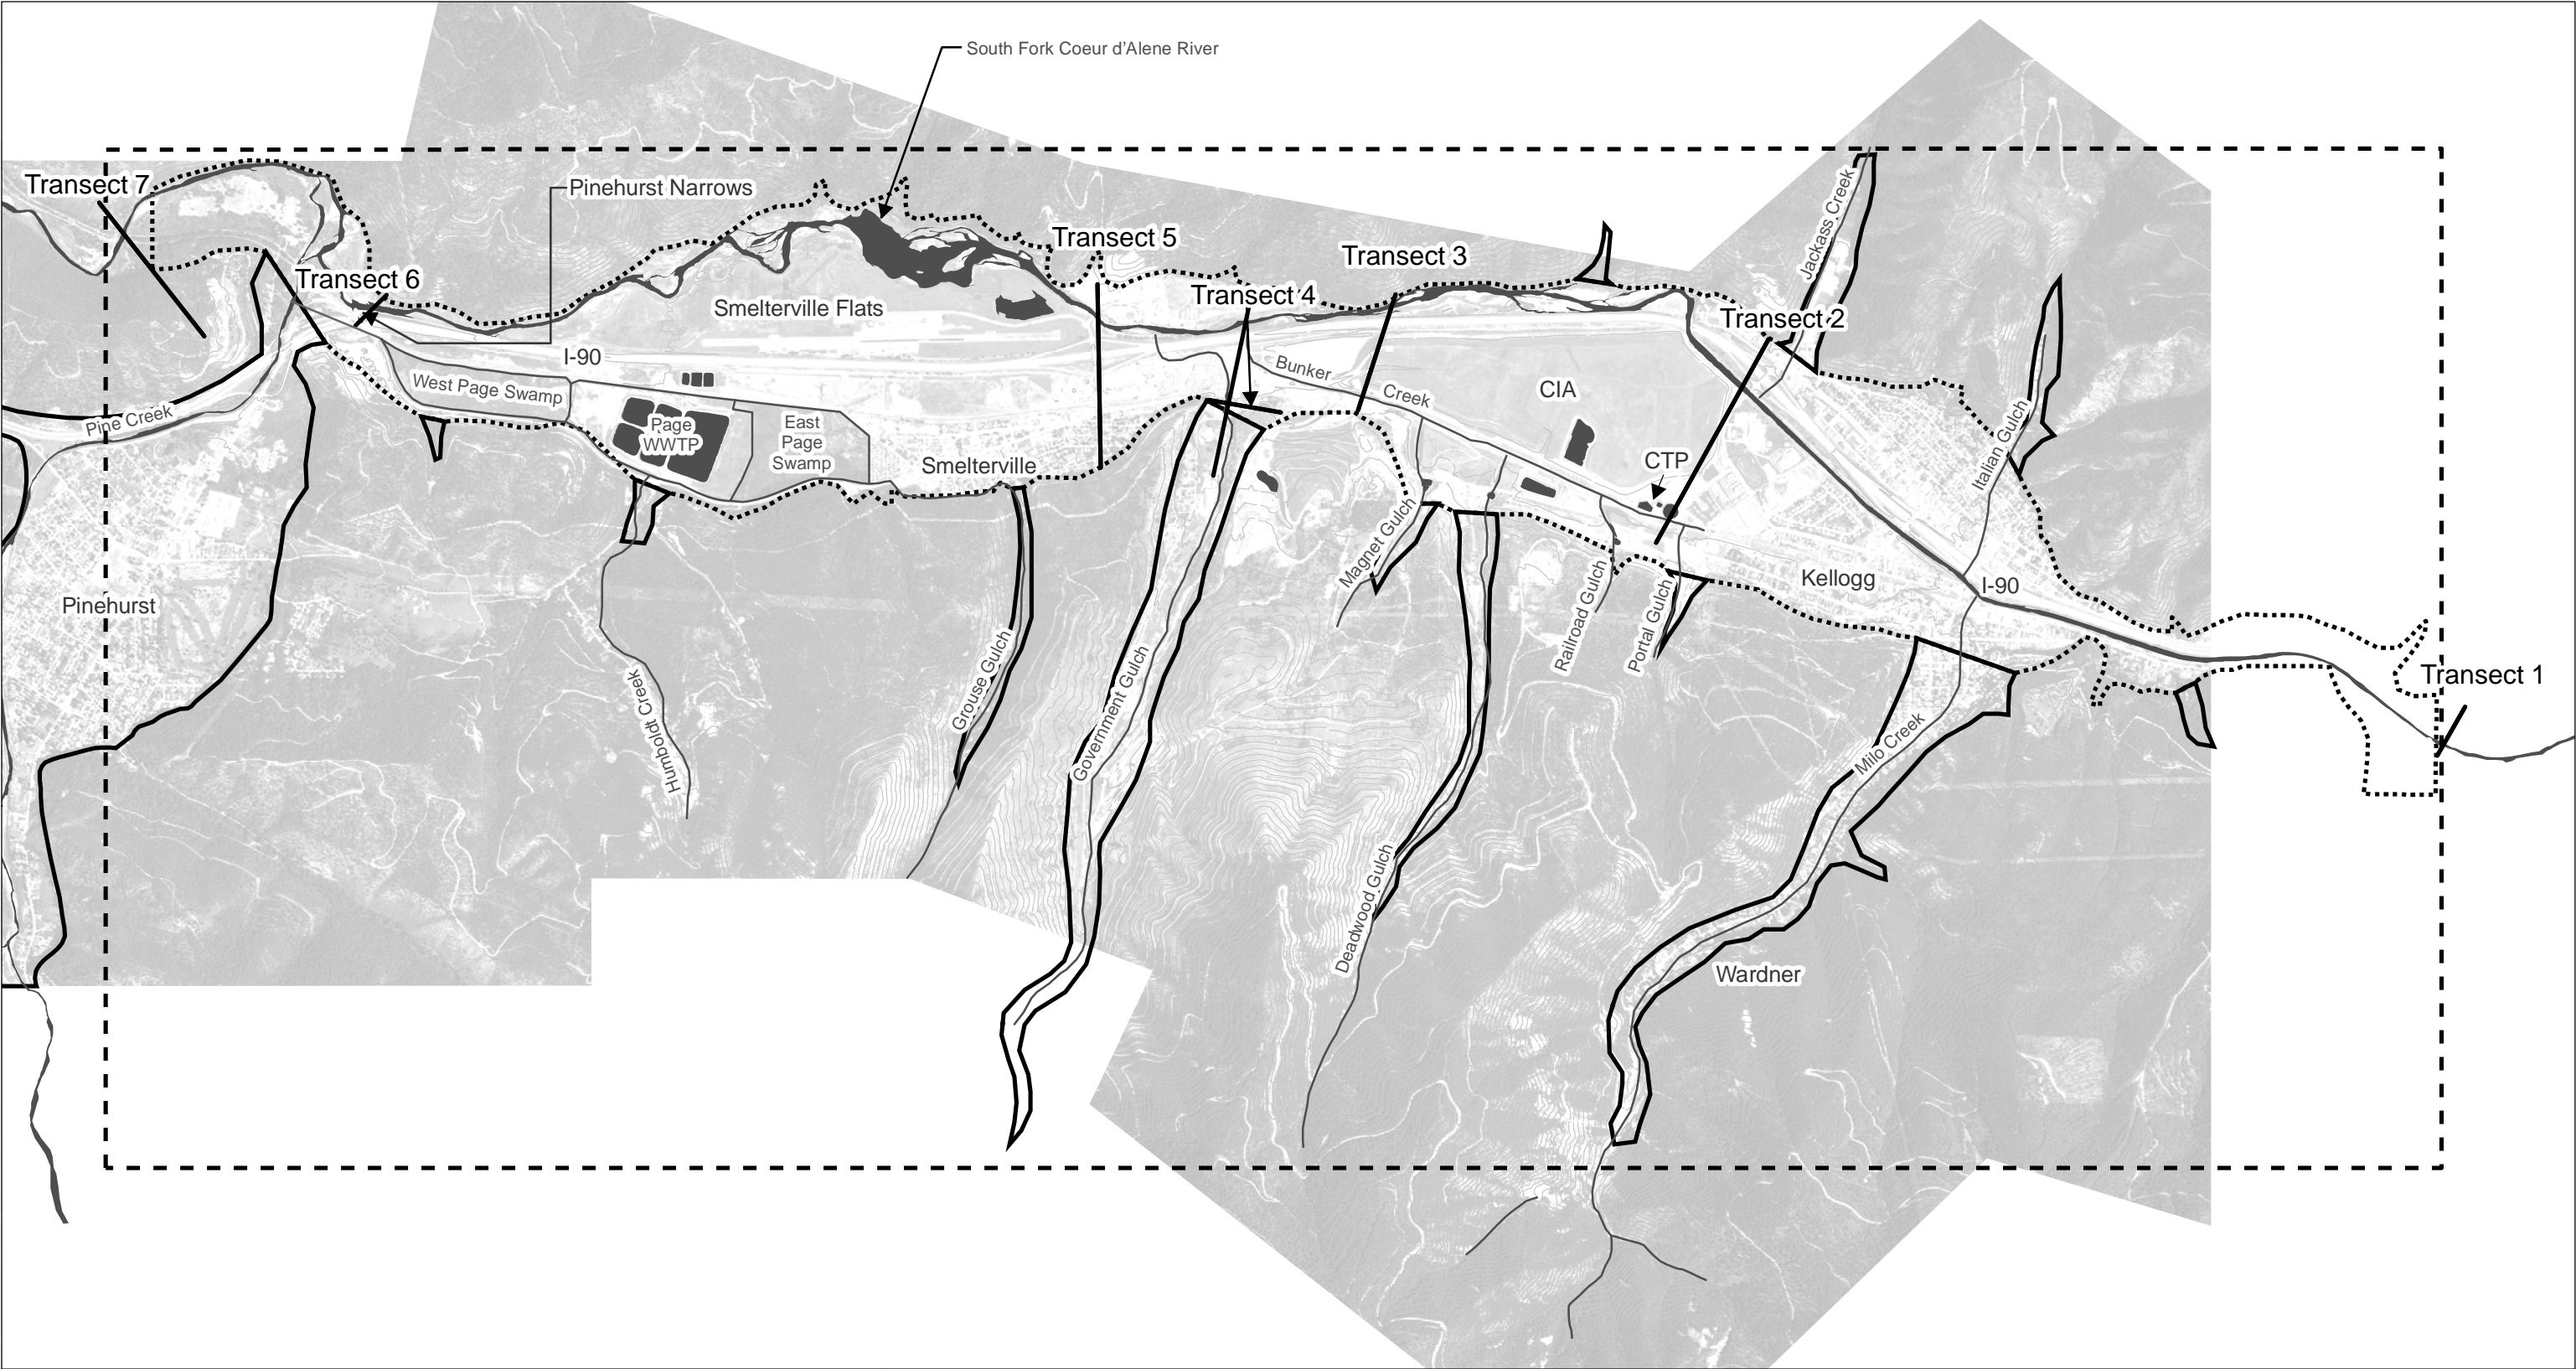 South Fork Coeur d'Alene River
Transect 7
Pinehurst Narrows
Transect 5
Transect 3
Jackass Creek
Transect 6
Transect 4
Smelterville Flats
Transect 2
I-90
Bunker
Creek
CIA
West Page Swamp
Pine Creek
Page
WWTP
East
Page
Swamp
Smelterville
CTP
Italian Gulch
Magnet Gulch
Railroad Gulch
Portal Gulch
Kellogg
I-90
Pinehurst
Humboldt Creek
Grouse Gulch
Government Gulch
Milo Creek
Transect 1
Deadwood Gulch
Wardner